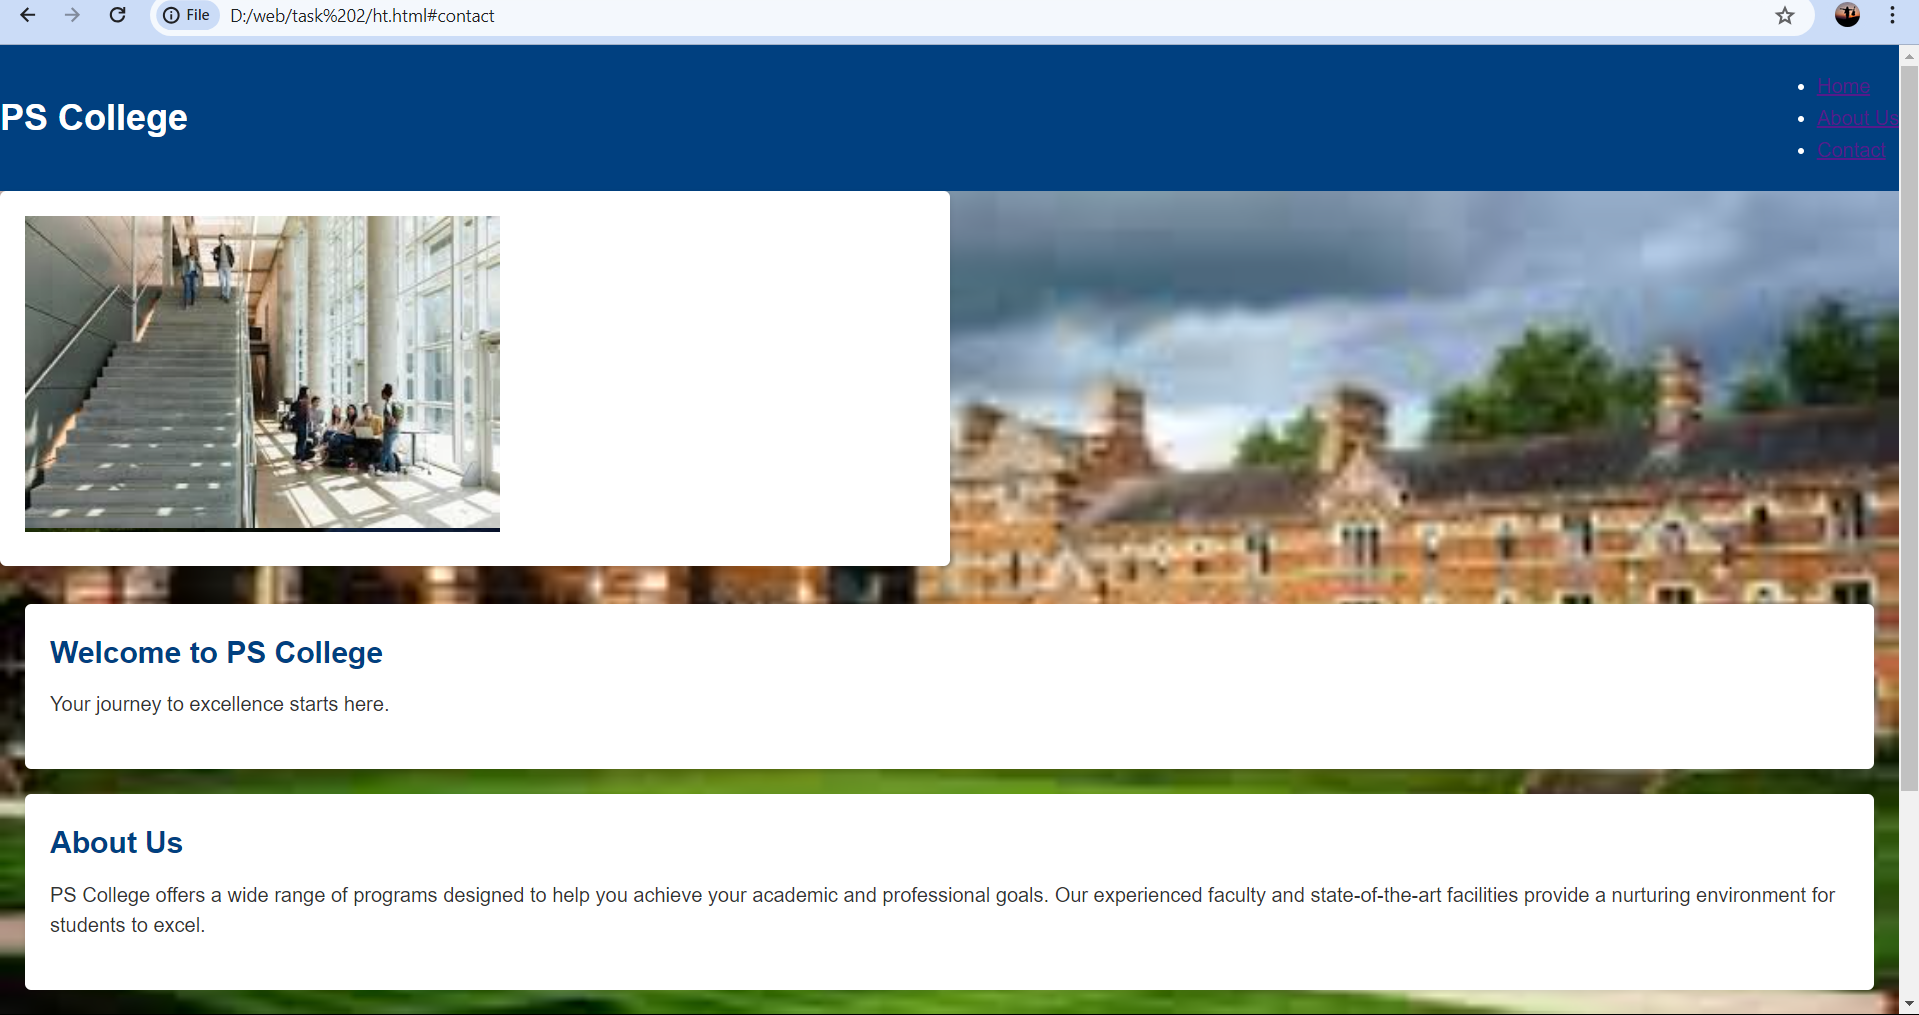 File
D:/web/task%202/ht.html#contact
PS College
Home
About Us
Contact
Welcome to PS College
Your journey to excellence starts here.
About Us
PS College offers a wide range of programs designed to help you achieve your academic and professional goals. Our experienced faculty and state-of-the-art facilities provide a nurturing environment for
students to excel.